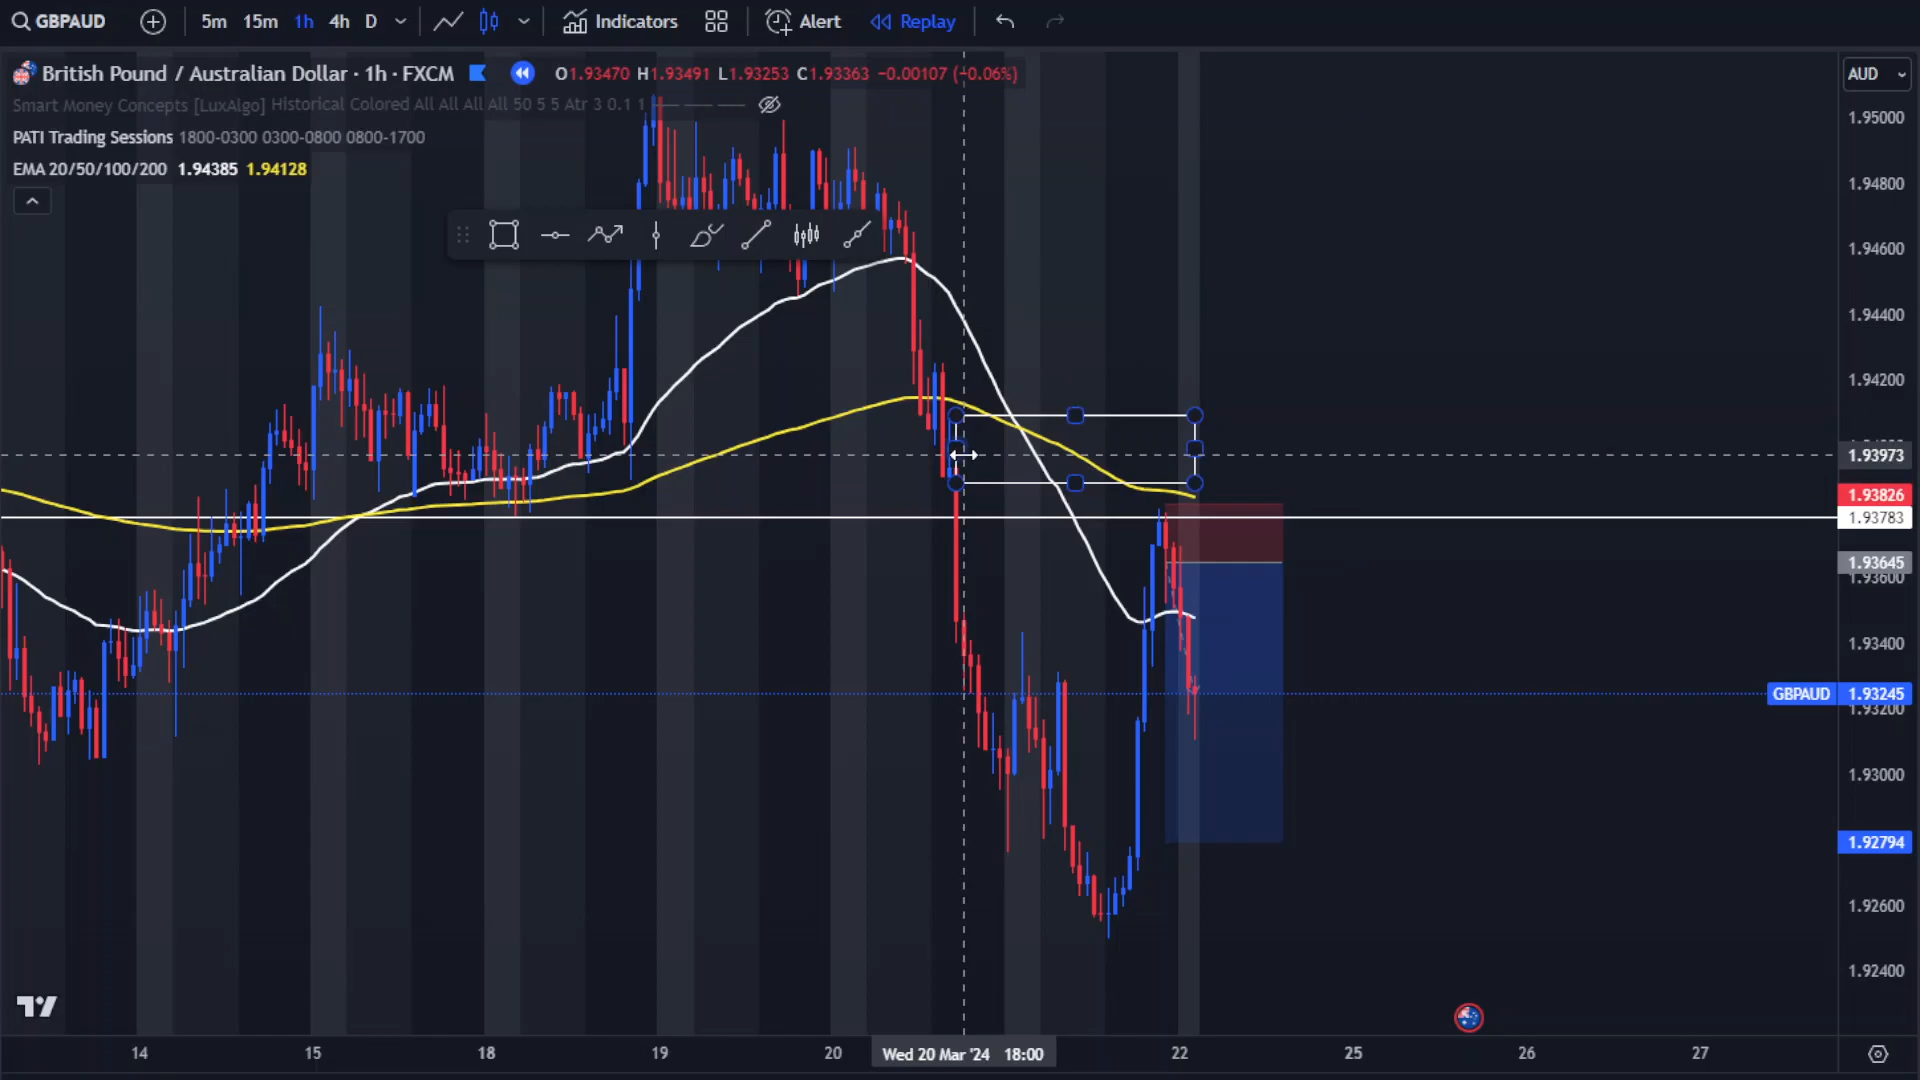 GBPAUD 5m 15m 1h 4h D Indicators Alert Replay
British Pound / Australian Dollar · 1h · FXCM O1.93470 H1.93491 L1.93253 C1.93363 −0.00107 (−0.06%)
AUD
Smart Money Concepts [LuxAlgo] Historical Colored All All All All 50 5 5 Atr 3 0.1 1
1.95000
PATI Trading Sessions 1800-0300 0300-0800 0800-1700
EMA 20/50/100/200 1.94385 1.94128
1.94800
1.94600
1.94400
1.94200
1.93973
1.93826
1.93783
1.93645
1.93600
1.93400
GBPAUD 1.93245
1.93200
1.93000
1.92794
1.92600
1.92400
14 15 18 19 20 Wed 20 Mar '24 18:00 22 25 26 27